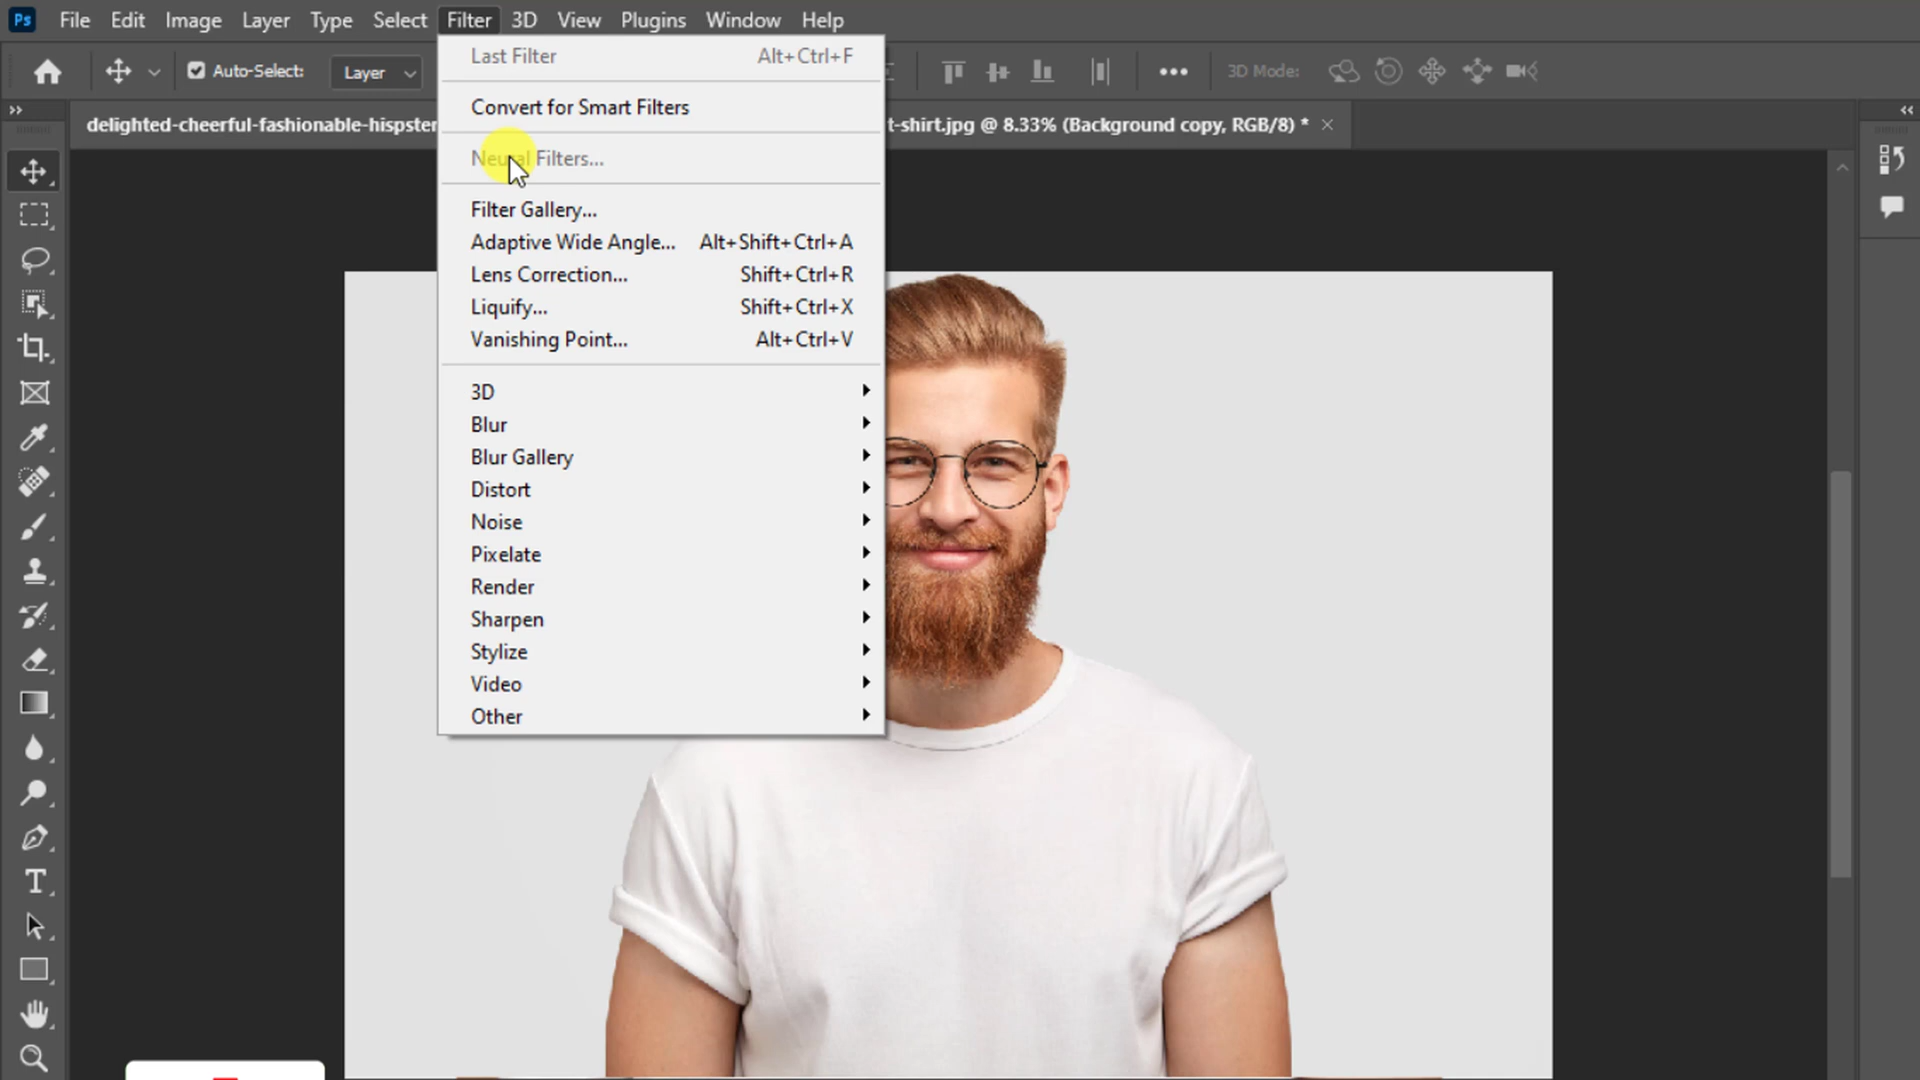 Ps File Edit Image Layer Type Select Filter 3D View Plugins Window Help
Auto-Select: Layer 3D Mode:
delighted-cheerful-fashionable-hispster t-shirt.jpg @ 8.33% (Background copy, RGB/8) *
Last Filter Alt+Ctrl+F
Convert for Smart Filters
Neural Filters...
Filter Gallery...
Adaptive Wide Angle... Alt+Shift+Ctrl+A
Lens Correction... Shift+Ctrl+R
Liquify... Shift+Ctrl+X
Vanishing Point... Alt+Ctrl+V
3D
Blur
Blur Gallery
Distort
Noise
Pixelate
Render
Sharpen
Stylize
Video
Other